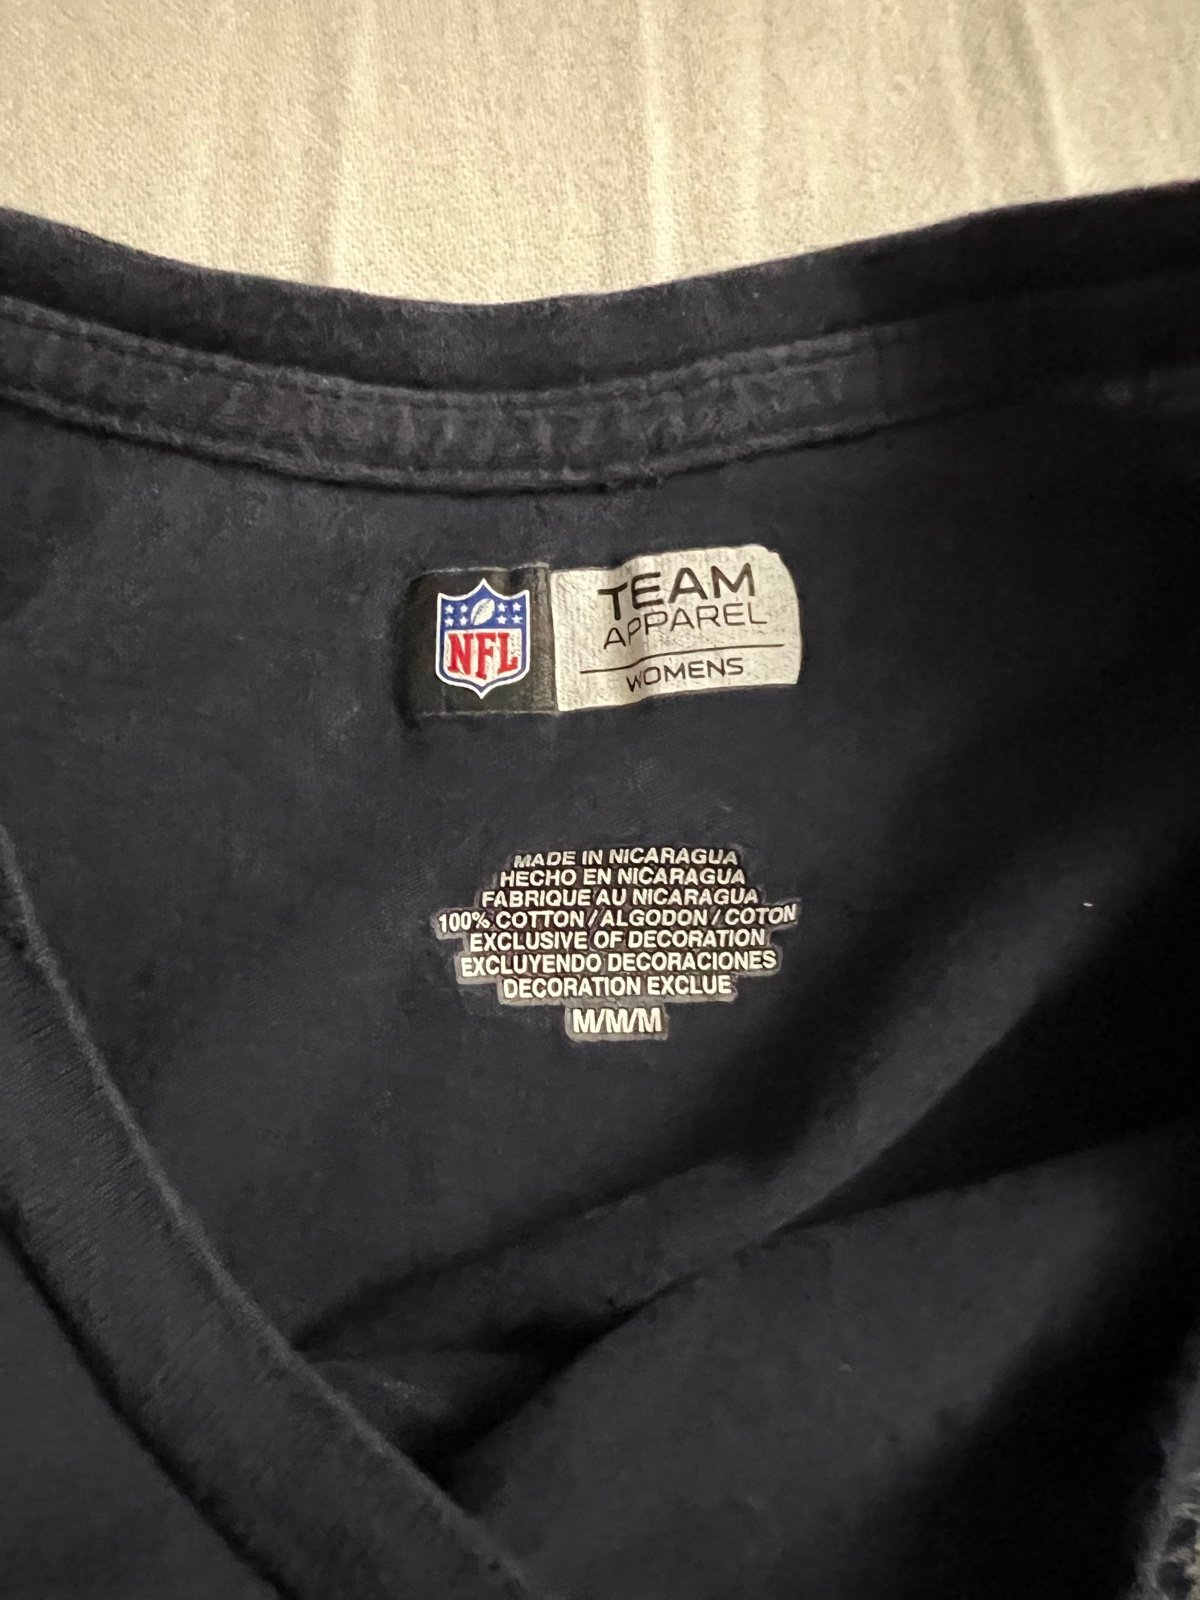 NFL
TEAM
APPAREL
WOMENS
MADE IN NICARAGUA
HECHO EN NICARAGUA
FABRIQUE AU NICARAGUA
100% COTTON / ALGODON / COTON
EXCLUSIVE OF DECORATION
EXCLUYENDO DECORACIONES
DECORATION EXCLUE
M/M/M